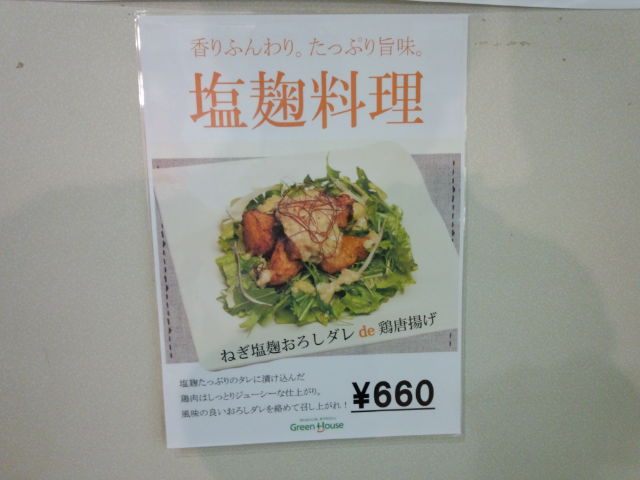 香りふんわり。たっぷり旨味。
塩麹料理
ねぎ塩麹おろしダレ de 鶏唐揚げ
塩麹たっぷりのタレに漬け込んだ
鶏肉はしっとりジューシーな仕上がり。
風味の良いおろしダレを絡めて召し上がれ！
¥660
Green House